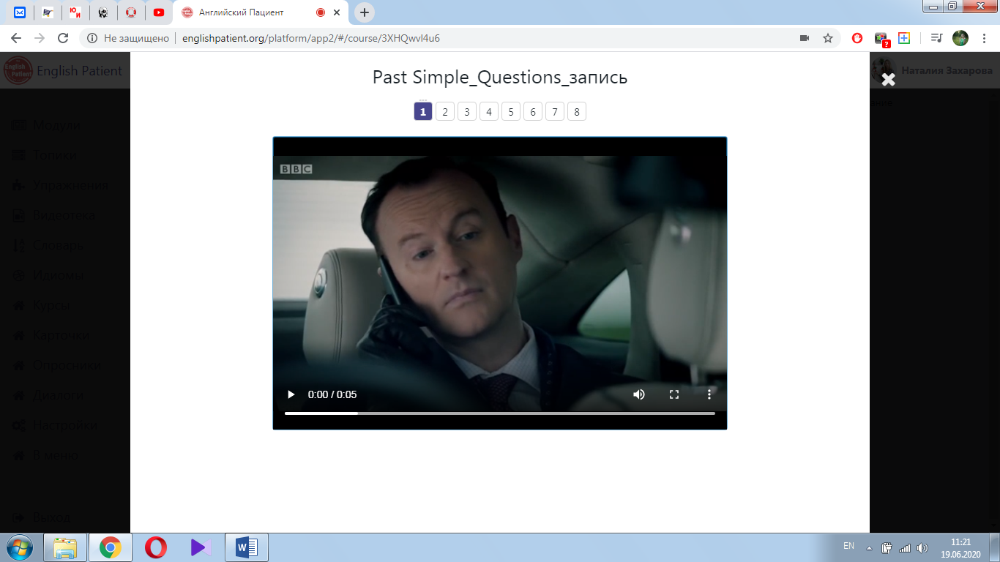 Английский Пациент
Не защищено
englishpatient.org/platform/app2/#/course/3XHQwvl4u6
English Patient
English Patient
Наталия Захарова
Past Simple_Questions_запись
1 2 3 4 5 6 7 8
Модули
Топики
Упражнения
Видеотека
Словарь
Идиомы
Курсы
Карточки
Опросники
Диалоги
Настройки
В меню
Выход
BBC
0:00 / 0:05
EN
11:21
19.06.2020